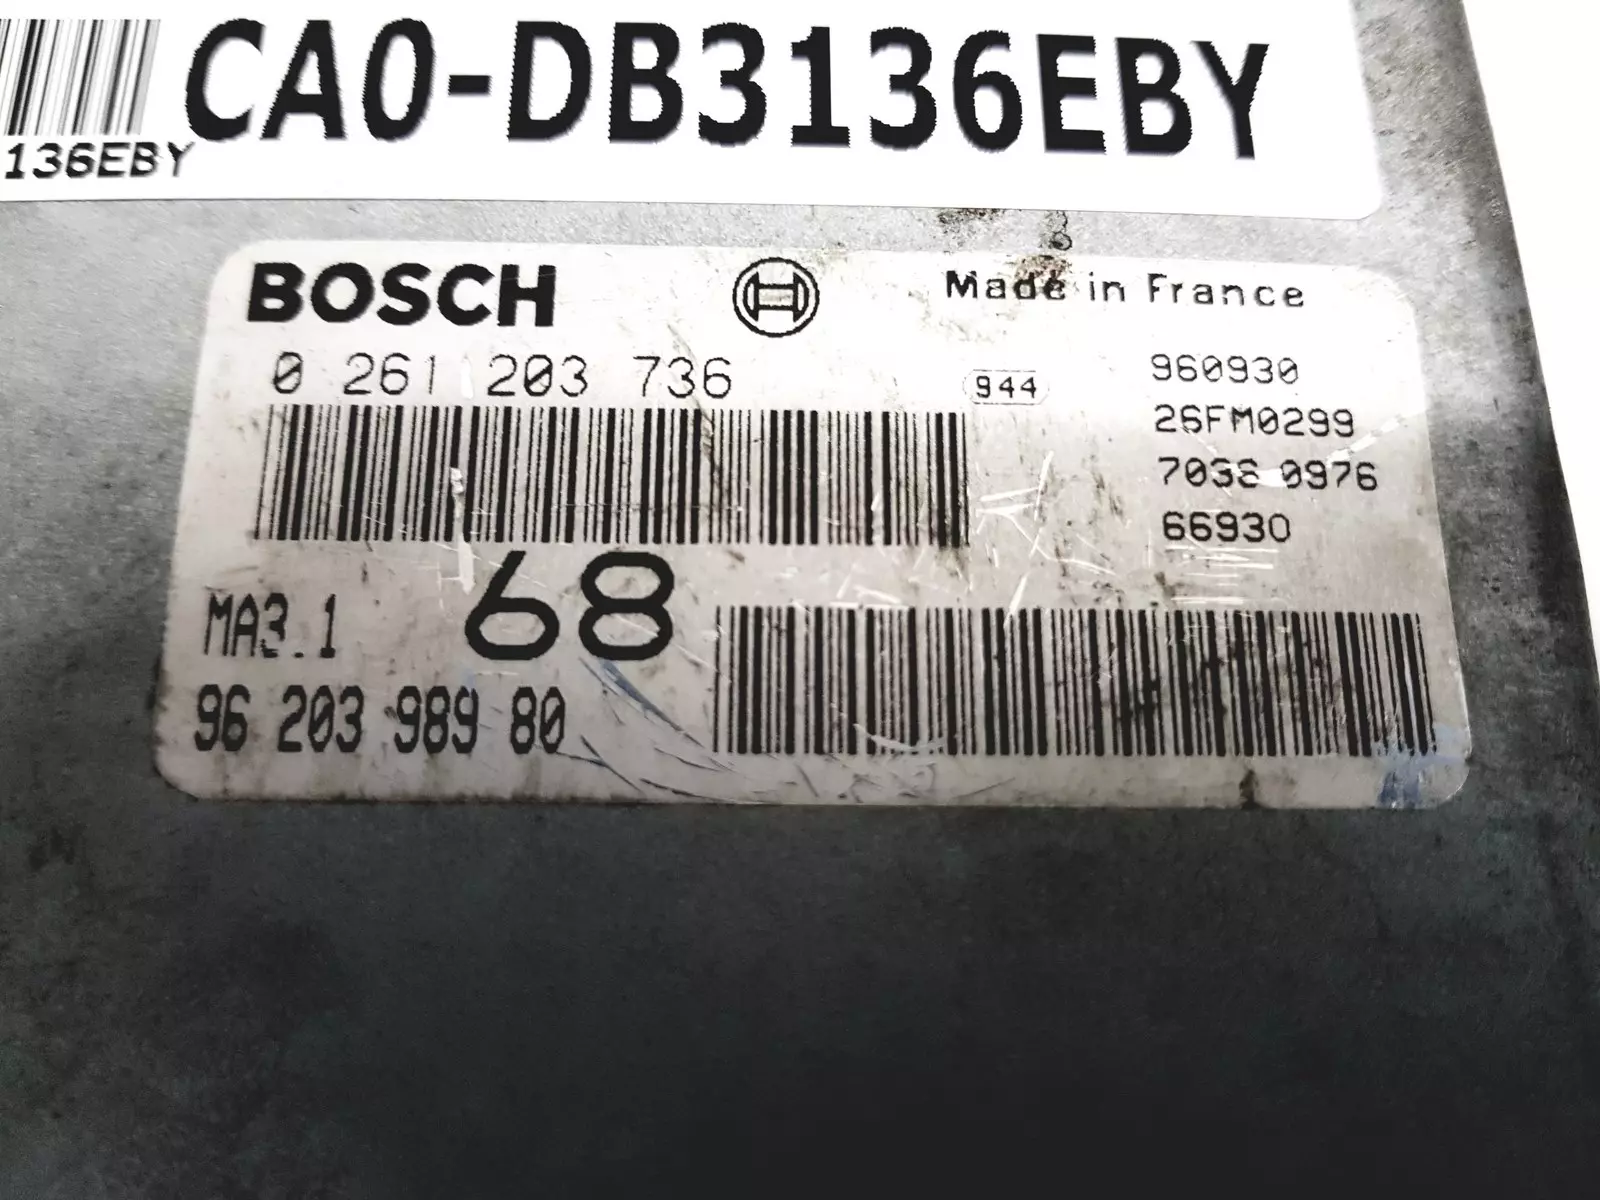 CA0-DB3136EBY
136EBY
BOSCH
Made in France
0 261 203 736
944
960930
26FM0299
0976
66930
MA3.1
68
96 203 989 80